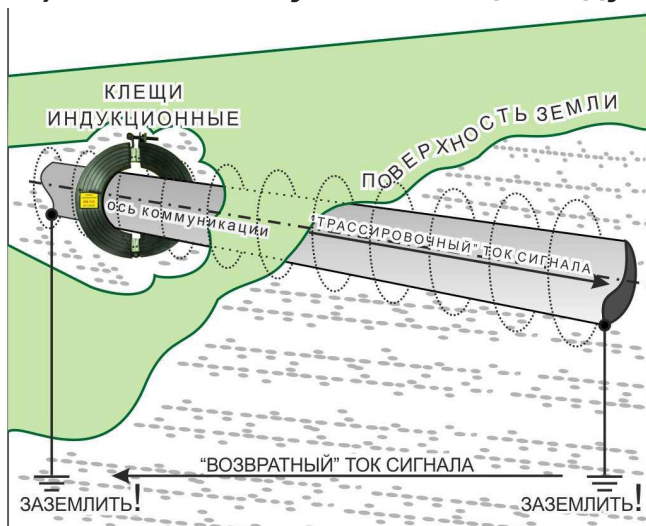 КЛЕЩИ
ИНДУКЦИОННЫЕ
ПОВЕРХНОСТЬ ЗЕМЛИ
ось коммуникации
"ТРАССИРОВОЧНЫЙ" ТОК СИГНАЛА
"ВОЗВРАТНЫЙ" ТОК СИГНАЛА
ЗАЗЕМЛИТЬ!
ЗАЗЕМЛИТЬ!